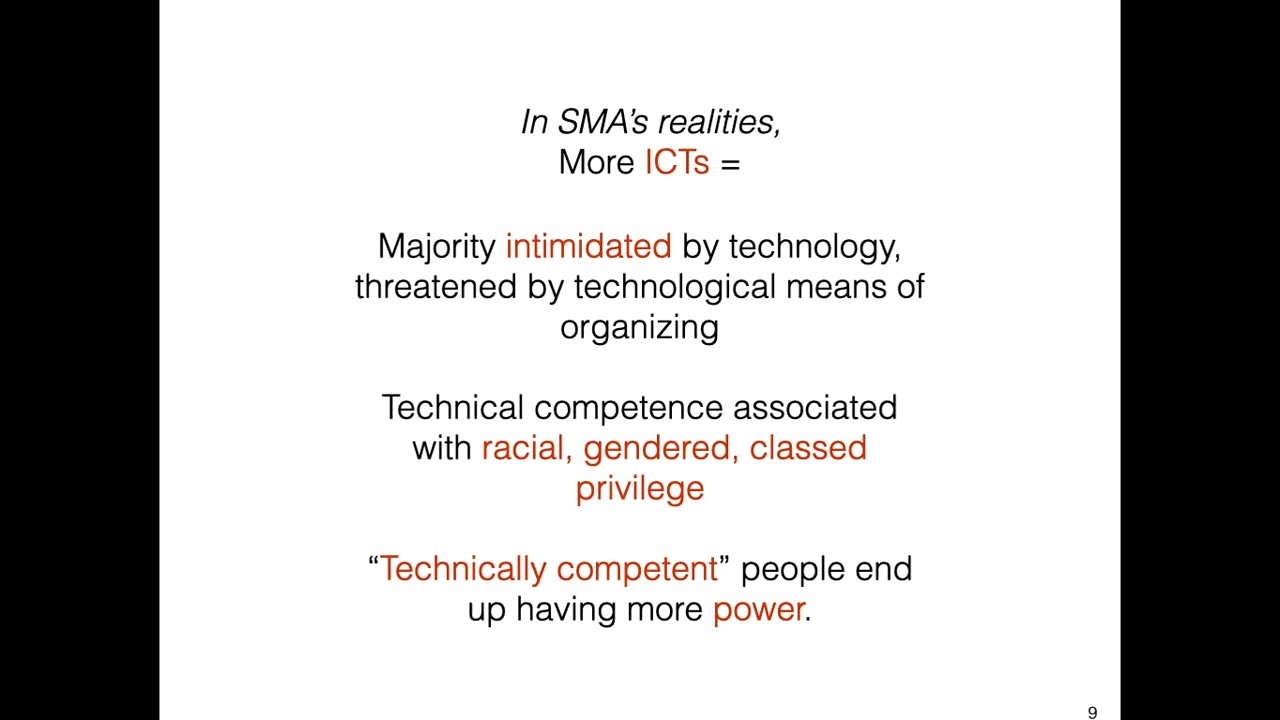 In SMA’s realities,
More ICTs =
Majority intimidated by technology,
threatened by technological means of
organizing
Technical competence associated
with racial, gendered, classed
privilege
“Technically competent” people end
up having more power.
9